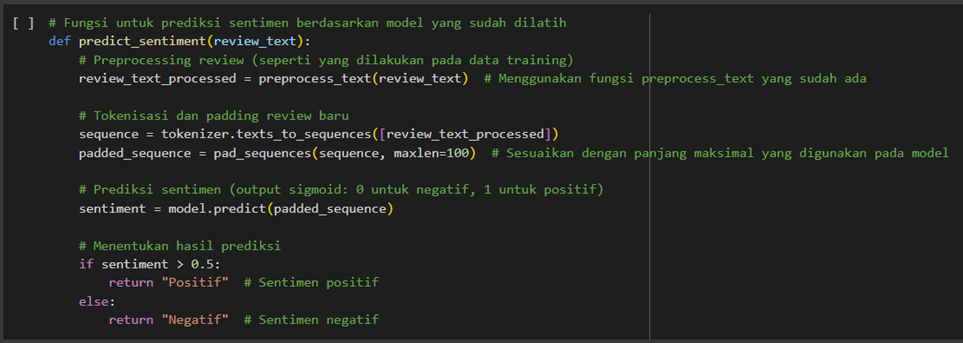 [ ] # Fungsi untuk prediksi sentimen berdasarkan model yang sudah dilatih
def predict_sentiment(review_text):
    # Preprocessing review (seperti yang dilakukan pada data training)
    review_text_processed = preprocess_text(review_text)  # Menggunakan fungsi preprocess_text yang sudah ada

    # Tokenisasi dan padding review baru
    sequence = tokenizer.texts_to_sequences([review_text_processed])
    padded_sequence = pad_sequences(sequence, maxlen=100)  # Sesuaikan dengan panjang maksimal yang digunakan pada model

    # Prediksi sentimen (output sigmoid: 0 untuk negatif, 1 untuk positif)
    sentiment = model.predict(padded_sequence)

    # Menentukan hasil prediksi
    if sentiment > 0.5:
        return "Positif"  # Sentimen positif
    else:
        return "Negatif"  # Sentimen negatif